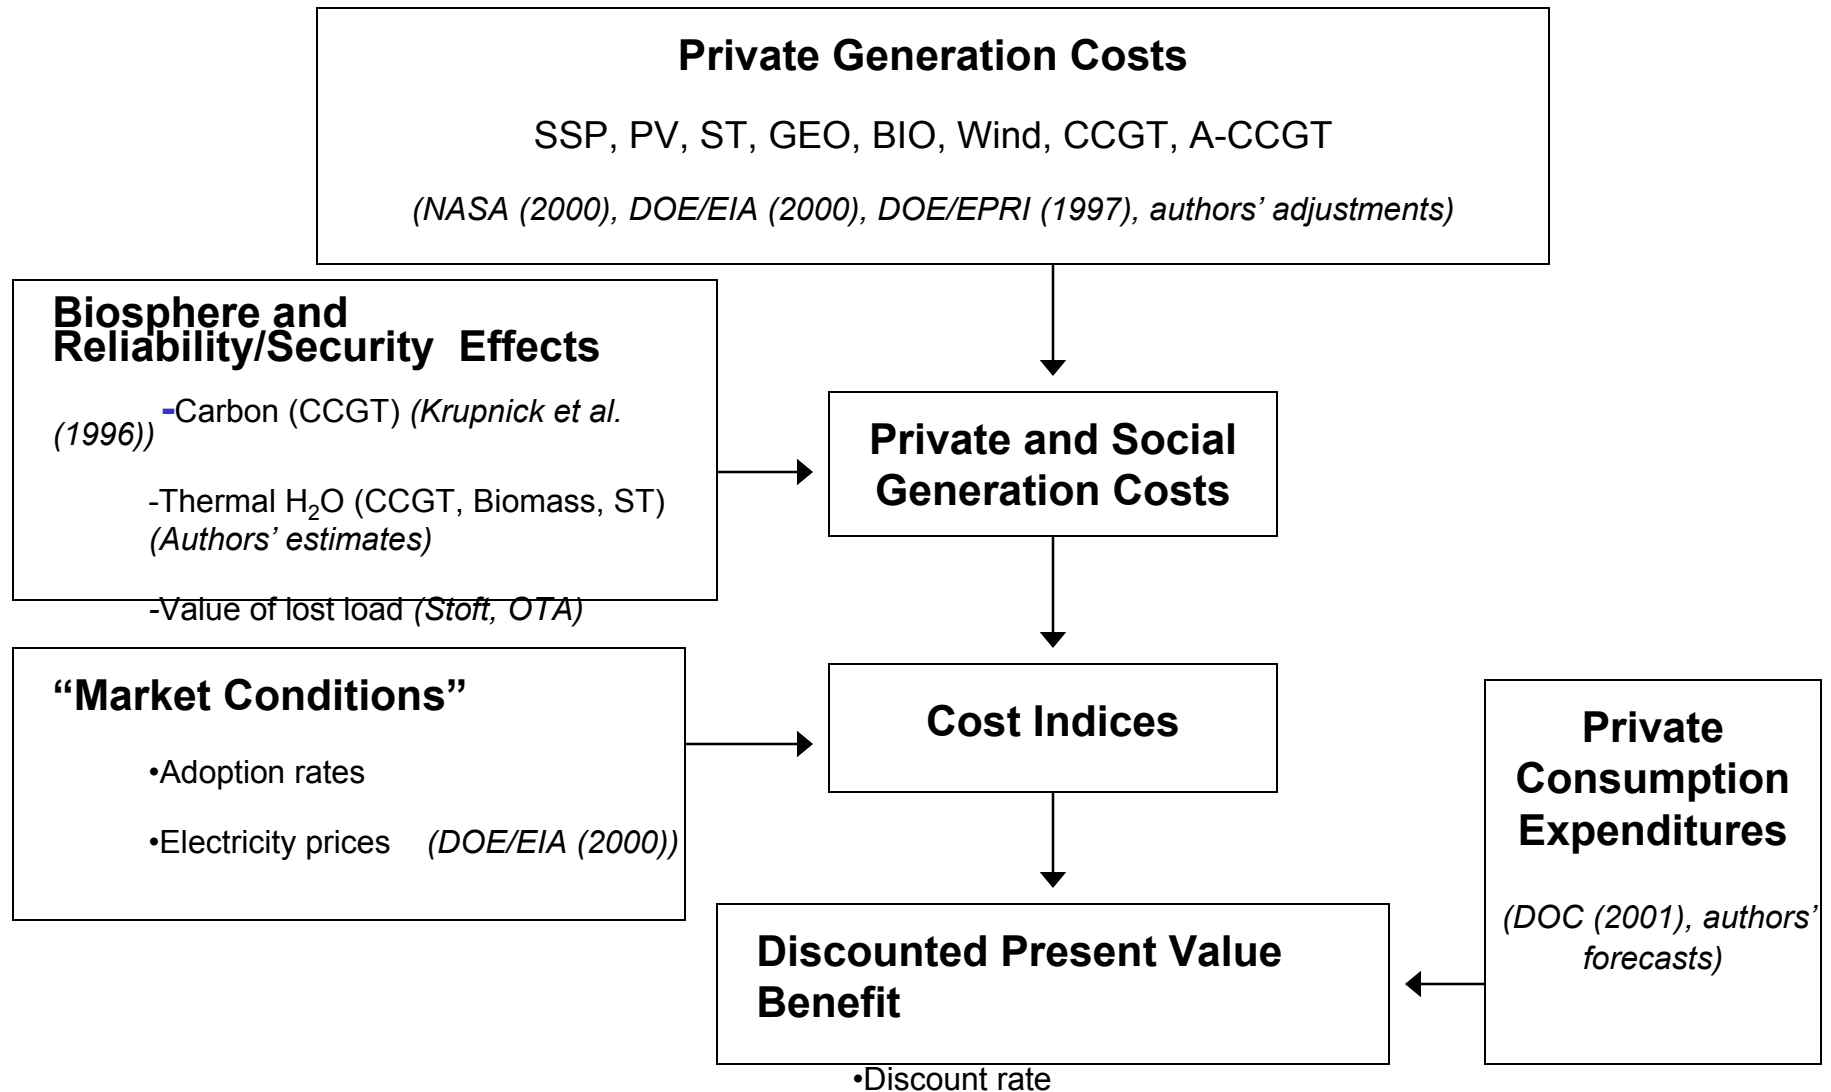 Private Generation Costs
SSP, PV, ST, GEO, BIO, Wind, CCGT, A-CCGT
(NASA (2000), DOE/EIA (2000), DOE/EPRI (1997), authors’ adjustments)
Biosphere and
Reliability/Security Effects
-Carbon (CCGT) (Krupnick et al.
(1996))
-Thermal H₂O (CCGT, Biomass, ST)
(Authors’ estimates)
-Value of lost load (Stoft, OTA)
Private and Social
Generation Costs
“Market Conditions”
•Adoption rates
•Electricity prices (DOE/EIA (2000))
Cost Indices
Private
Consumption
Expenditures
(DOC (2001), authors’
forecasts)
Discounted Present Value
Benefit
•Discount rate